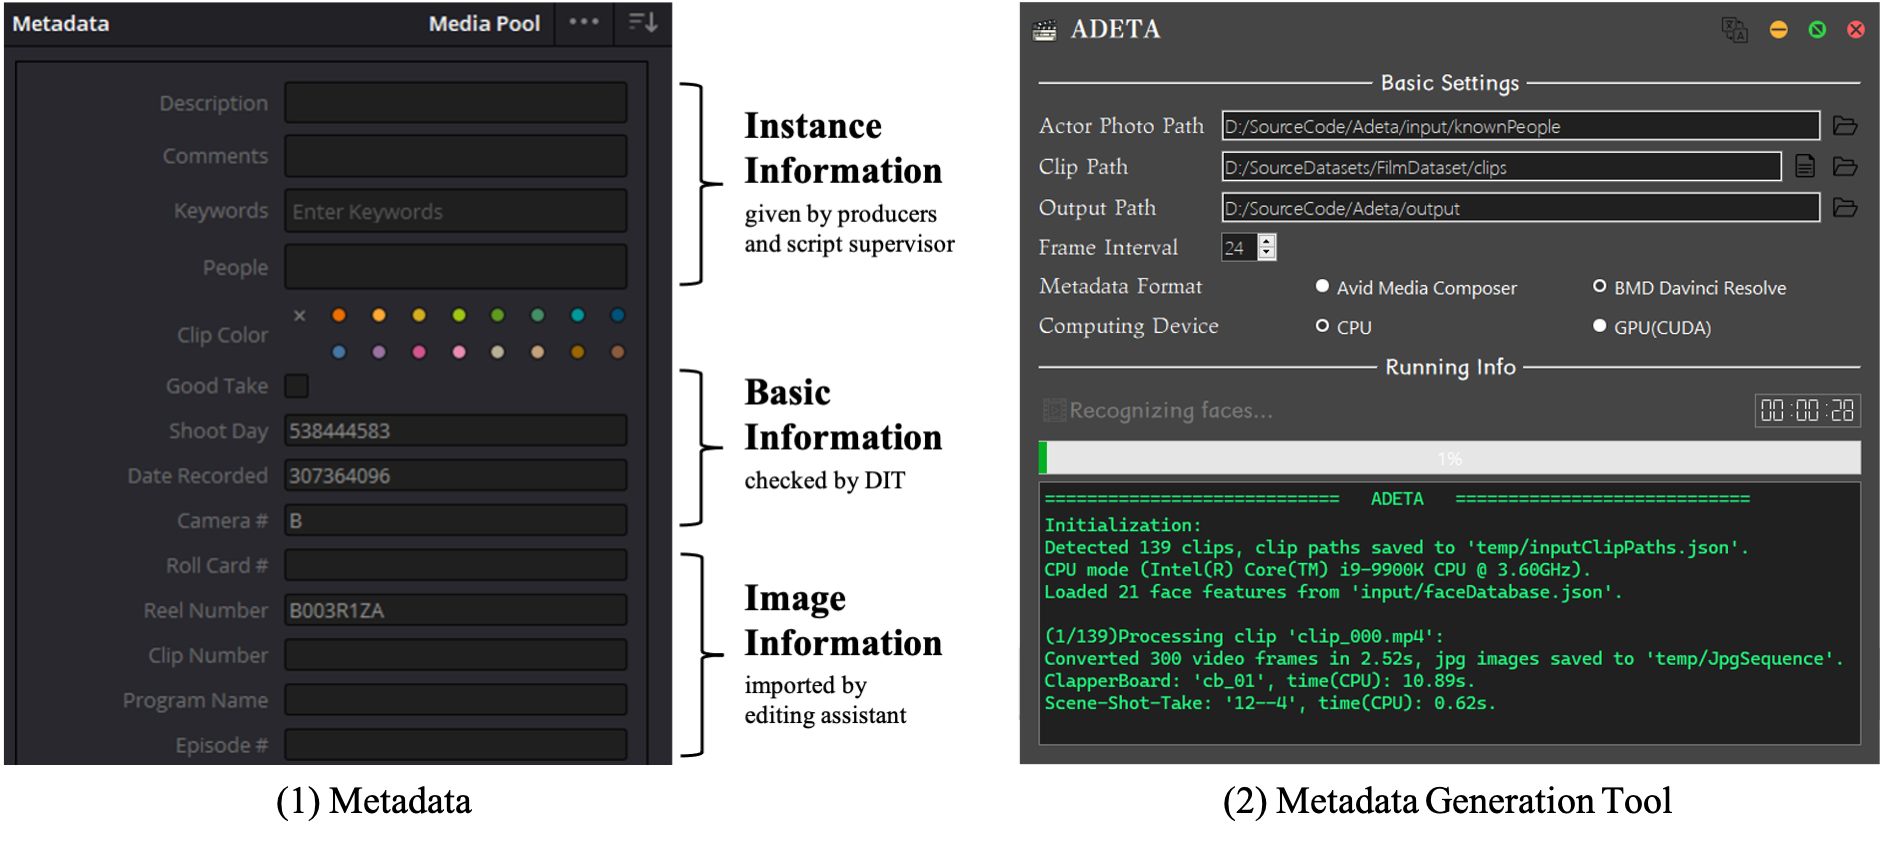 Metadata
Media Pool
Description
Comments
Keywords
Enter Keywords
People
Clip Color
Good Take
Shoot Day
538444583
Date Recorded
307364096
Camera #
B
Roll Card #
Reel Number
B003R1ZA
Clip Number
Program Name
Episode #
Instance
Information
given by producers
and script supervisor
Basic
Information
checked by DIT
Image
Information
imported by
editing assistant
(1) Metadata
ADETA
Basic Settings
Actor Photo Path
D:/SourceCode/Adeta/input/knownPeople
Clip Path
D:/SourceDatasets/FilmDataset/clips
Output Path
D:/SourceCode/Adeta/output
Frame Interval
24
Metadata Format
Avid Media Composer
BMD Davinci Resolve
Computing Device
CPU
GPU(CUDA)
Running Info
Recognizing faces...
00:00:28
1%
============================ ADETA ============================
Initialization:
Detected 139 clips, clip paths saved to 'temp/inputClipPaths.json'.
CPU mode (Intel(R) Core(TM) i9-9900K CPU @ 3.60GHz).
Loaded 21 face features from 'input/faceDatabase.json'.
(1/139)Processing clip 'clip_000.mp4':
Converted 300 video frames in 2.52s, jpg images saved to 'temp/JpgSequence'.
ClapperBoard: 'cb_01', time(CPU): 10.89s.
Scene-Shot-Take: '12--4', time(CPU): 0.62s.
(2) Metadata Generation Tool